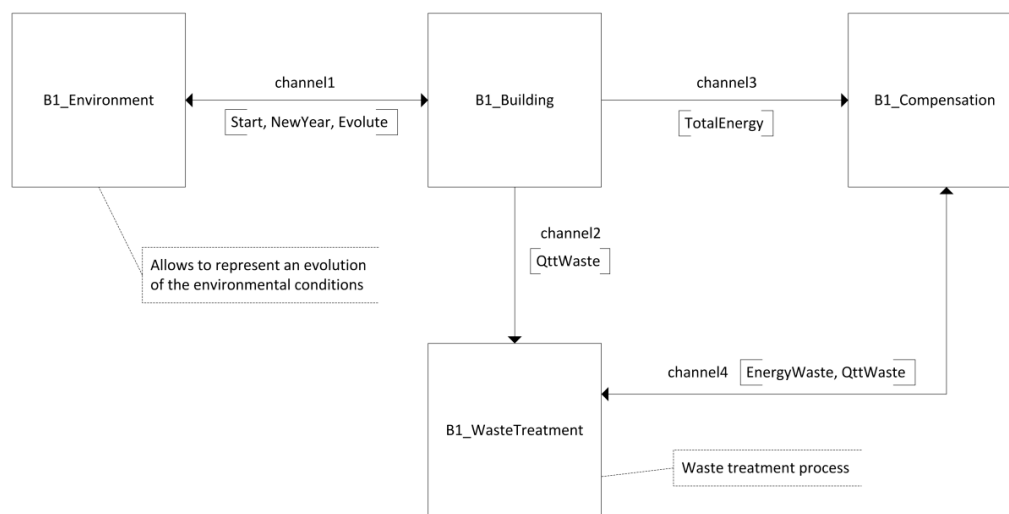 B1_Environment
channel1
Start, NewYear, Evolute
B1_Building
channel3
TotalEnergy
B1_Compensation
Allows to represent an evolution
of the environmental conditions
channel2
QttWaste
channel4
EnergyWaste, QttWaste
B1_WasteTreatment
Waste treatment process